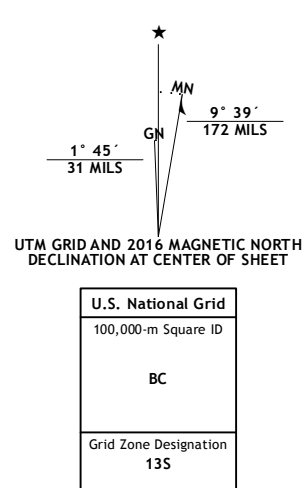 ★
MN
GN
9° 39´
172 MILS
1° 45´
31 MILS
UTM GRID AND 2016 MAGNETIC NORTH
DECLINATION AT CENTER OF SHEET
U.S. National Grid
100,000-m Square ID
BC
Grid Zone Designation
13S